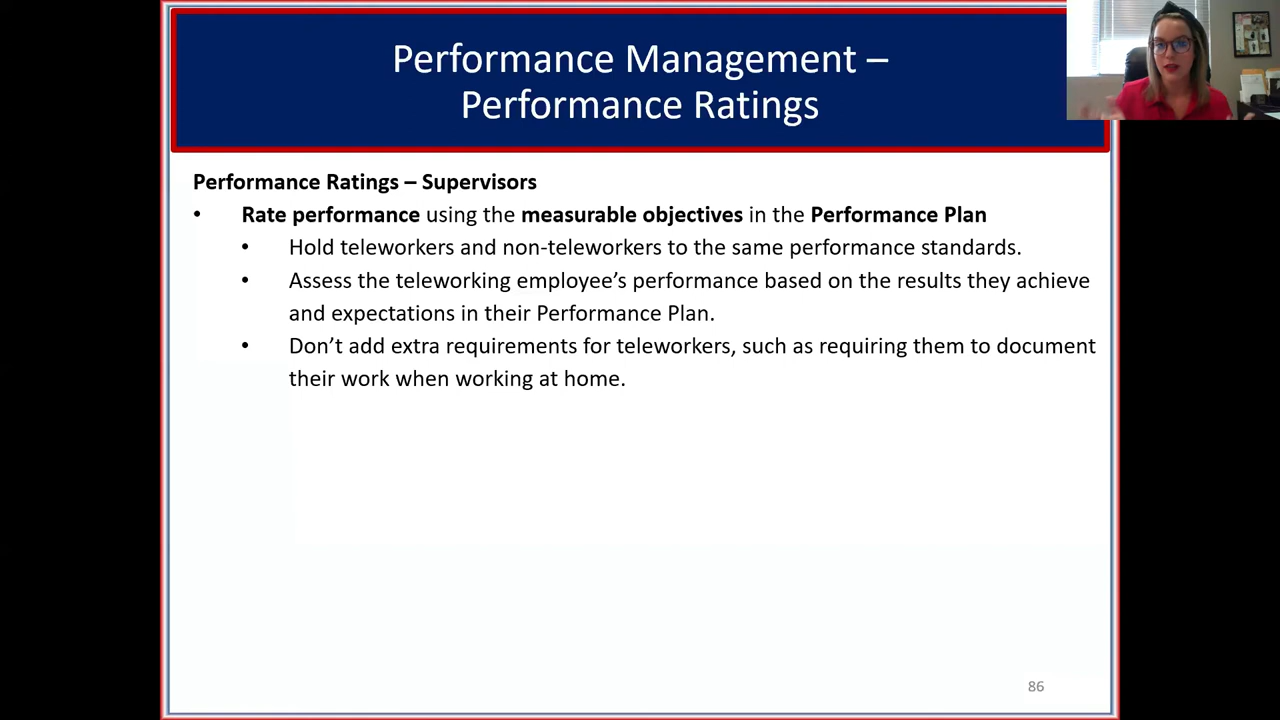 Performance Management –
Performance Ratings
Performance Ratings – Supervisors
• Rate performance using the measurable objectives in the Performance Plan
• Hold teleworkers and non-teleworkers to the same performance standards.
• Assess the teleworking employee’s performance based on the results they achieve
and expectations in their Performance Plan.
• Don’t add extra requirements for teleworkers, such as requiring them to document
their work when working at home.
86